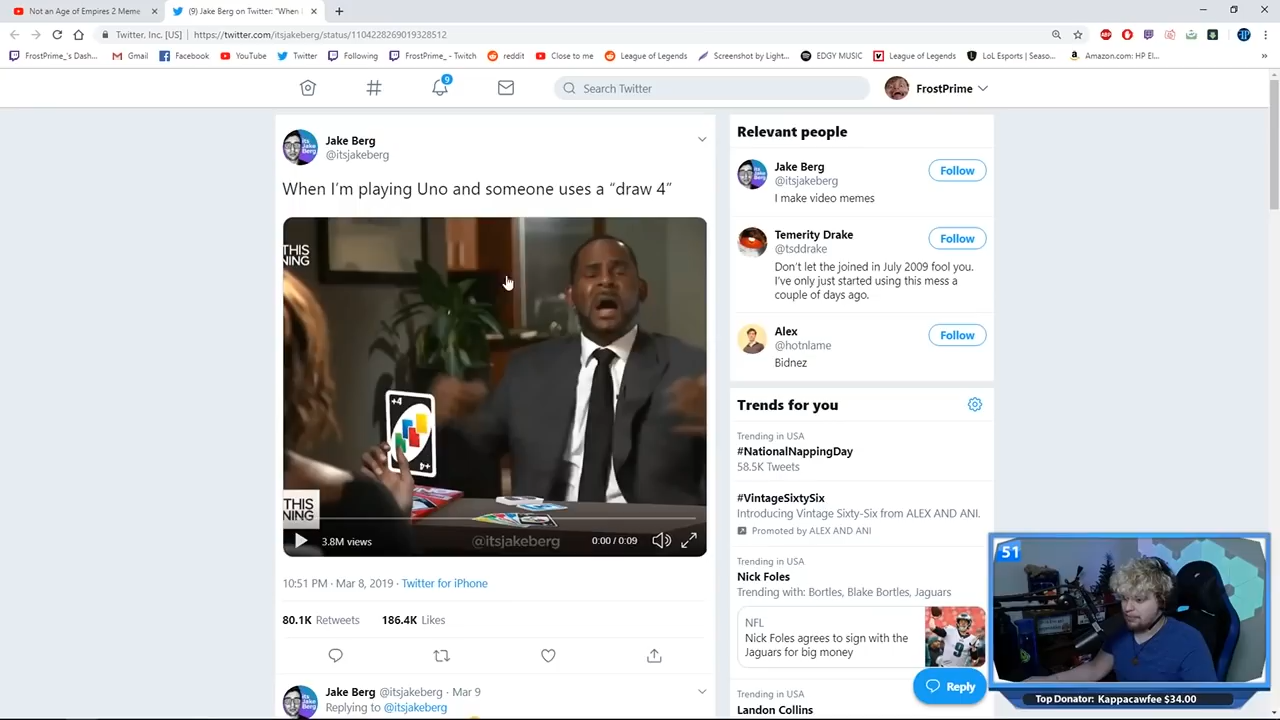 Not an Age of Empires 2 Meme
(9) Jake Berg on Twitter: "When I
Twitter, Inc. [US]
https://twitter.com/itsjakeberg/status/1104228269019328512
FrostPrime_'s Dash...
Gmail
Facebook
YouTube
Twitter
Following
FrostPrime_ - Twitch
reddit
Close to me
League of Legends
Screenshot by Light...
EDGY MUSIC
League of Legends
LoL Esports | Seaso...
Amazon.com: HP El...
9
Search Twitter
FrostPrime
Jake Berg
@itsjakeberg
When I'm playing Uno and someone uses a “draw 4”
THIS
NING
+4
+4
THIS
NING
3.8M views
@itsjakeberg
0:00 / 0:09
10:51 PM · Mar 8, 2019 · Twitter for iPhone
80.1K Retweets
186.4K Likes
Jake Berg @itsjakeberg · Mar 9
Replying to @itsjakeberg
Relevant people
Jake Berg
@itsjakeberg
Follow
I make video memes
Temerity Drake
@tsddrake
Follow
Don't let the joined in July 2009 fool you.
I've only just started using this mess a
couple of days ago.
Alex
@hotnlame
Follow
Bidnez
Trends for you
Trending in USA
#NationalNappingDay
58.5K Tweets
#VintageSixtySix
Introducing Vintage Sixty-Six from ALEX AND ANI.
Promoted by ALEX AND ANI
Trending in USA
Nick Foles
Trending with: Bortles, Blake Bortles, Jaguars
NFL
Nick Foles agrees to sign with the
Jaguars for big money
9
Reply
Trending in USA
Landon Collins
51
Top Donator: Kappacawfee $34.00